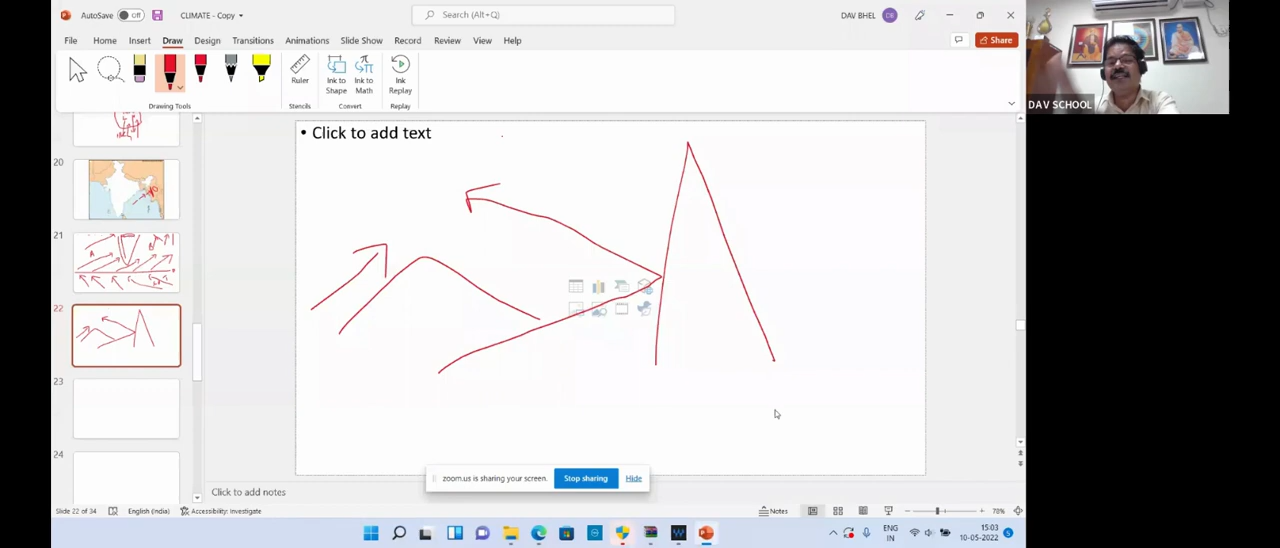 AutoSave Off CLIMATE - Copy Search (Alt+Q) DAV BHEL DB
File Home Insert Draw Design Transitions Animations Slide Show Record Review View Help Share
Ruler Ink to Shape Ink to Math Ink Replay
Drawing Tools Stencils Convert Replay
DAV SCHOOL
• Click to add text
20
21
A
22
23
24
zoom.us is sharing your screen. Stop sharing Hide
Click to add notes
Slide 22 of 34 English (India) Accessibility: Investigate Notes 78%
ENG
IN
15:03
10-05-2022
5